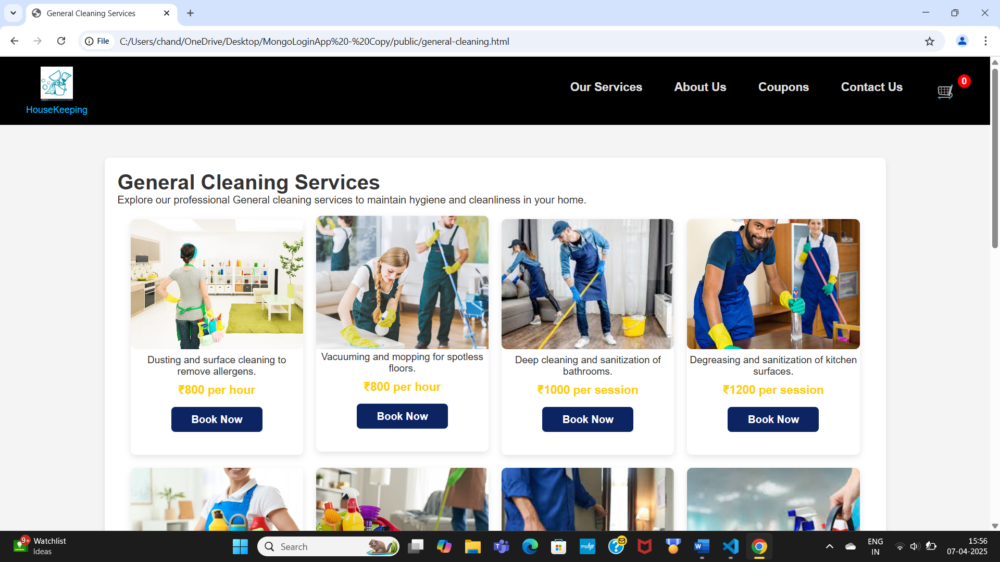 General Cleaning Services
File
C:/Users/chand/OneDrive/Desktop/MongoLoginApp%20-%20Copy/public/general-cleaning.html
HouseKeeping
Our Services
About Us
Coupons
Contact Us
0
General Cleaning Services
Explore our professional General cleaning services to maintain hygiene and cleanliness in your home.
Dusting and surface cleaning to
remove allergens.
₹800 per hour
Book Now
Vacuuming and mopping for spotless
floors.
₹800 per hour
Book Now
Deep cleaning and sanitization of
bathrooms.
₹1000 per session
Book Now
Degreasing and sanitization of kitchen
surfaces.
₹1200 per session
Book Now
9+
Watchlist
Ideas
Search
myhp
ENG
IN
15:56
07-04-2025